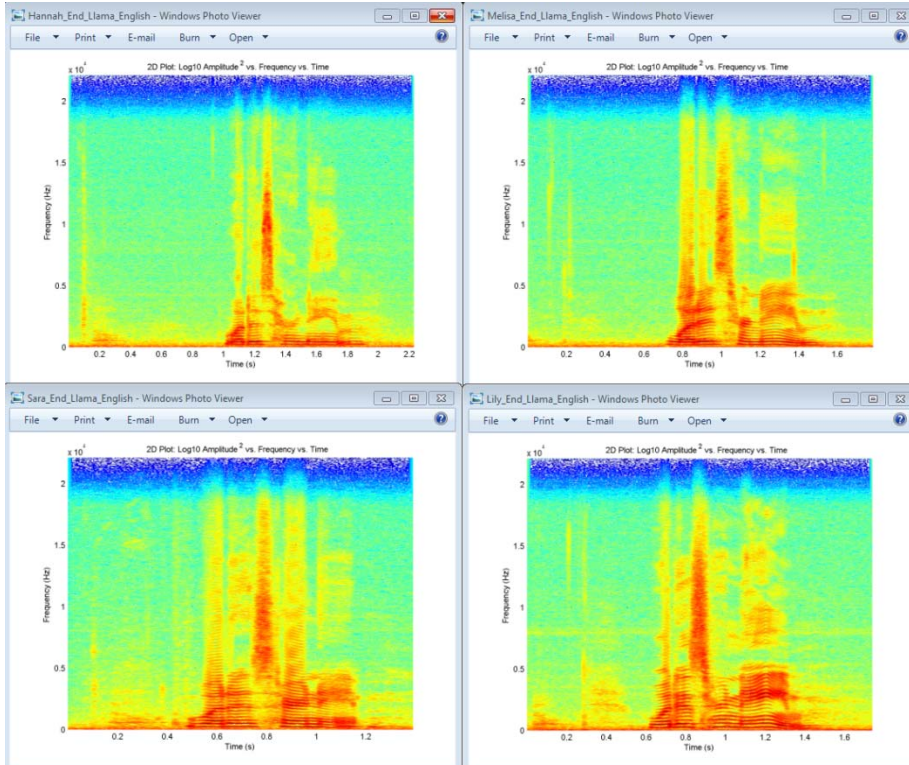 Hannah_End_Llama_English - Windows Photo Viewer
File Print E-mail Burn Open
2D Plot: Log10 Amplitude 2 vs. Frequency vs. Time
x 10 4
Frequency (Hz)
2
1.5
1
0.5
0
0.2 0.4 0.6 0.8 1 1.2 1.4 1.6 1.8 2 2.2
Time (s)
Melisa_End_Llama_English - Windows Photo Viewer
File Print E-mail Burn Open
2D Plot: Log10 Amplitude 2 vs. Frequency vs. Time
x 10 4
Frequency (Hz)
2
1.5
1
0.5
0
0.2 0.4 0.6 0.8 1 1.2 1.4 1.6
Time (s)
Sara_End_Llama_English - Windows Photo Viewer
File Print E-mail Burn Open
2D Plot: Log10 Amplitude 2 vs. Frequency vs. Time
x 10 4
Frequency (Hz)
2
1.5
1
0.5
0
0.2 0.4 0.6 0.8 1 1.2
Time (s)
Lily_End_Llama_English - Windows Photo Viewer
File Print E-mail Burn Open
2D Plot: Log10 Amplitude 2 vs. Frequency vs. Time
x 10 4
Frequency (Hz)
2
1.5
1
0.5
0
0.2 0.4 0.6 0.8 1 1.2 1.4 1.6
Time (s)